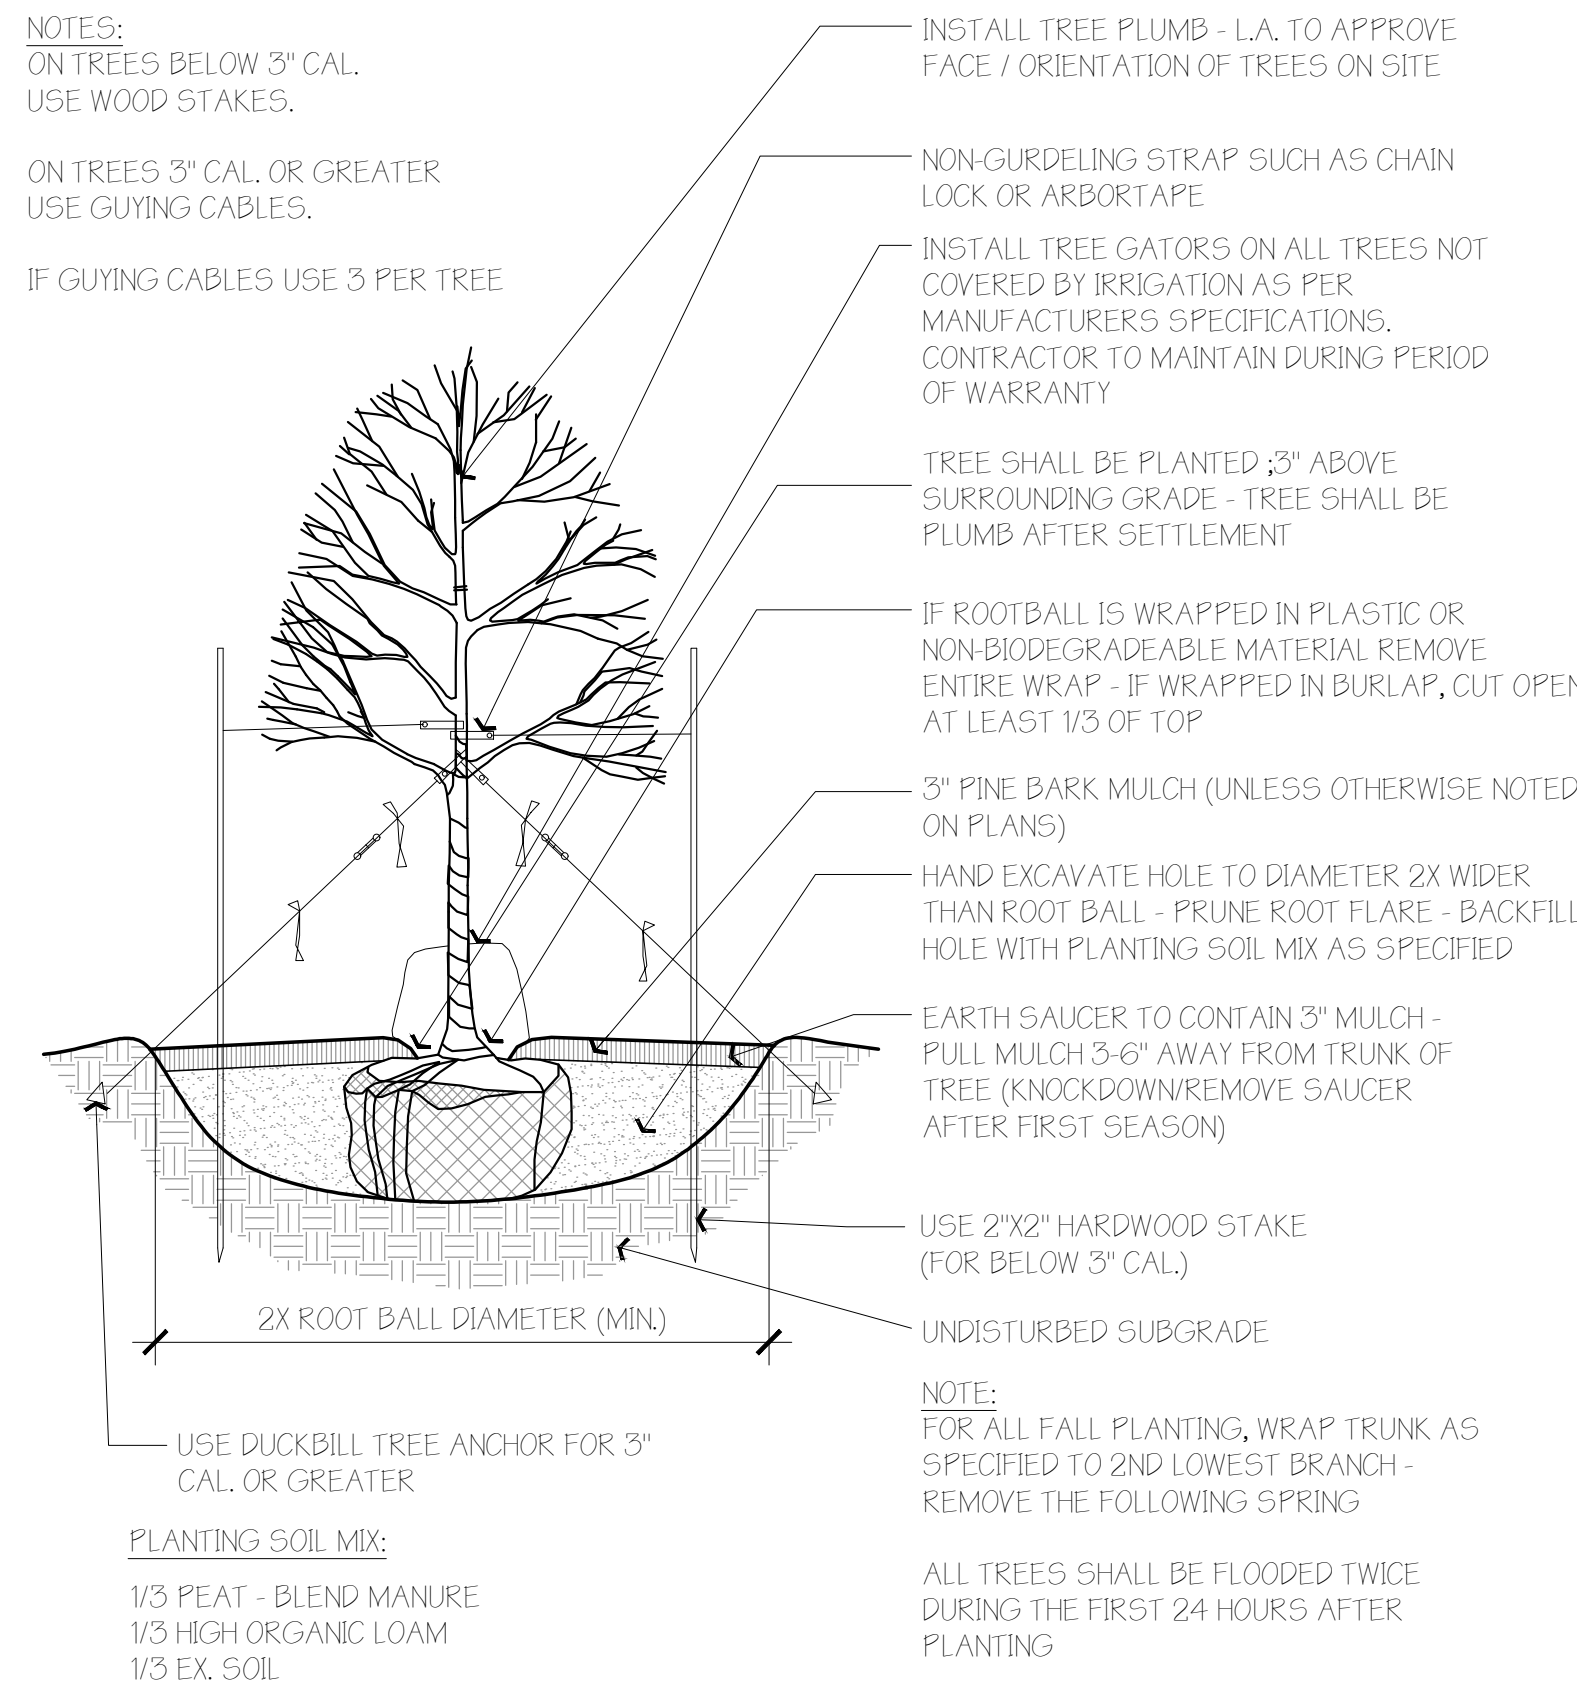 NOTES:
ON TREES BELOW 3" CAL.
USE WOOD STAKES.
ON TREES 3" CAL. OR GREATER
USE GUYING CABLES.
IF GUYING CABLES USE 3 PER TREE
INSTALL TREE PLUMB - L.A. TO APPROVE
FACE / ORIENTATION OF TREES ON SITE
NON-GURDELING STRAP SUCH AS CHAIN
LOCK OR ARBORTAPE
INSTALL TREE GATORS ON ALL TREES NOT
COVERED BY IRRIGATION AS PER
MANUFACTURERS SPECIFICATIONS.
CONTRACTOR TO MAINTAIN DURING PERIOD
OF WARRANTY
TREE SHALL BE PLANTED ;3" ABOVE
SURROUNDING GRADE - TREE SHALL BE
PLUMB AFTER SETTLEMENT
IF ROOTBALL IS WRAPPED IN PLASTIC OR
NON-BIODEGRADEABLE MATERIAL REMOVE
ENTIRE WRAP - IF WRAPPED IN BURLAP, CUT OPEN
AT LEAST 1/3 OF TOP
3" PINE BARK MULCH (UNLESS OTHERWISE NOTED
ON PLANS)
HAND EXCAVATE HOLE TO DIAMETER 2X WIDER
THAN ROOT BALL - PRUNE ROOT FLARE - BACKFILL
HOLE WITH PLANTING SOIL MIX AS SPECIFIED
EARTH SAUCER TO CONTAIN 3" MULCH -
PULL MULCH 3-6" AWAY FROM TRUNK OF
TREE (KNOCKDOWN/REMOVE SAUCER
AFTER FIRST SEASON)
USE 2"X2" HARDWOOD STAKE
(FOR BELOW 3" CAL.)
UNDISTURBED SUBGRADE
2X ROOT BALL DIAMETER (MIN.)
USE DUCKBILL TREE ANCHOR FOR 3"
CAL. OR GREATER
PLANTING SOIL MIX:
1/3 PEAT - BLEND MANURE
1/3 HIGH ORGANIC LOAM
1/3 EX. SOIL
NOTE:
FOR ALL FALL PLANTING, WRAP TRUNK AS
SPECIFIED TO 2ND LOWEST BRANCH -
REMOVE THE FOLLOWING SPRING
ALL TREES SHALL BE FLOODED TWICE
DURING THE FIRST 24 HOURS AFTER
PLANTING